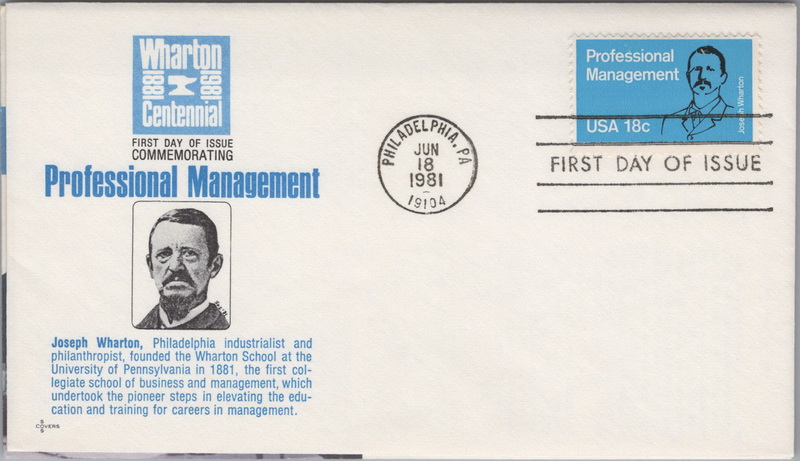 Wharton
1881 1981
Centennial
FIRST DAY OF ISSUE
COMMEMORATING
Professional Management
Joseph Wharton, Philadelphia industrialist and
philanthropist, founded the Wharton School at the
University of Pennsylvania in 1881, the first col-
legiate school of business and management, which
undertook the pioneer steps in elevating the edu-
cation and training for careers in management.
S
COVERS
S
PHILADELPHIA, PA
JUN
18
1981
19104
Professional
Management
Joseph Wharton
USA 18c
FIRST DAY OF ISSUE